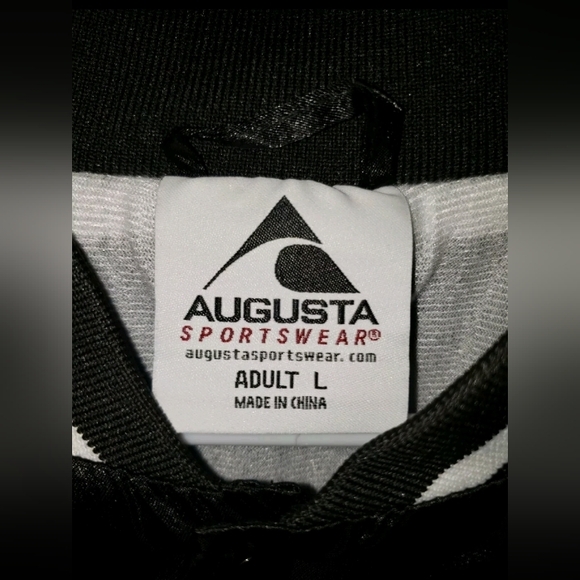 AUGUSTA
SPORTSWEAR®
augustasportswear.com
ADULT L
MADE IN CHINA